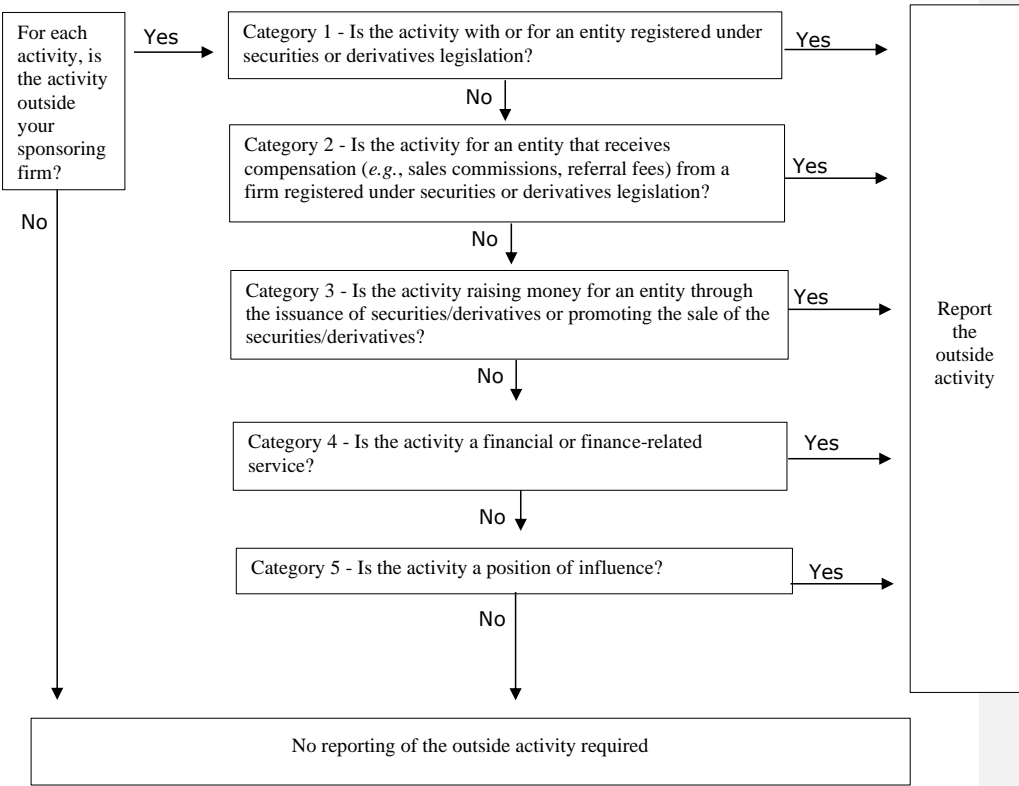 For each
activity, is
the activity
outside
your
sponsoring
firm?
Yes
No
Category 1 - Is the activity with or for an entity registered under
securities or derivatives legislation?
Yes
No
Category 2 - Is the activity for an entity that receives
compensation (e.g., sales commissions, referral fees) from a
firm registered under securities or derivatives legislation?
Yes
No
Category 3 - Is the activity raising money for an entity through
the issuance of securities/derivatives or promoting the sale of the
securities/derivatives?
Yes
No
Category 4 - Is the activity a financial or finance-related
service?
Yes
No
Category 5 - Is the activity a position of influence?
Yes
No
Report
the
outside
activity
No reporting of the outside activity required